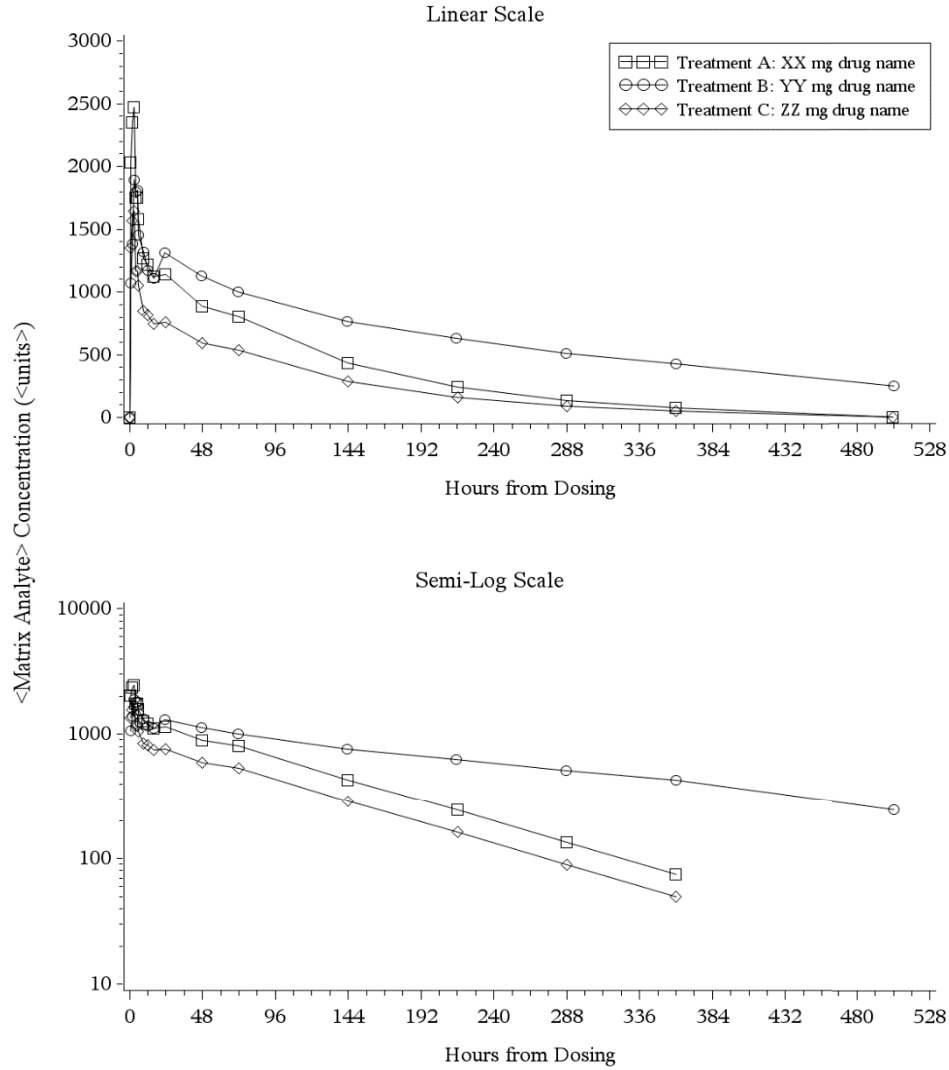 Linear Scale
3000
2500
2000
1500
1000
500
0
Treatment A: XX mg drug name
Treatment B: YY mg drug name
Treatment C: ZZ mg drug name
0 48 96 144 192 240 288 336 384 432 480 528
Hours from Dosing
<Matrix Analyte> Concentration (<units>)
Semi-Log Scale
10000
1000
100
10
0 48 96 144 192 240 288 336 384 432 480 528
Hours from Dosing